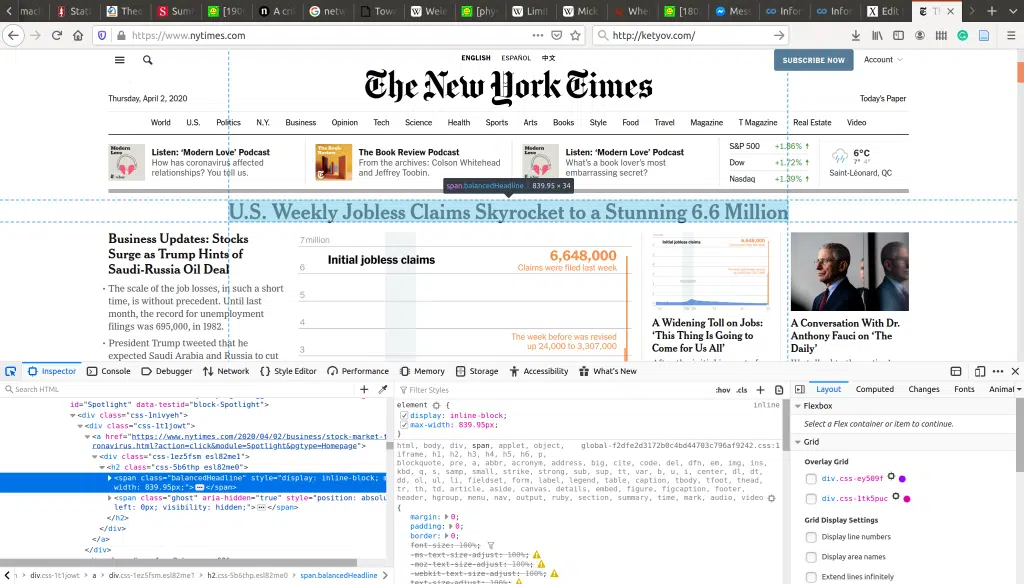 mach
Stati
Thee
Sum
[190
A cri
netw
Tow
Wel
[phy
Limi
Mick
Whe
[180
Mes
Infor
Infor
Edit
T
https://www.nytimes.com
http://ketyov.com/
ENGLISH ESPAÑOL 中文
SUBSCRIBE NOW
Account
The New York Times
Thursday, April 2, 2020
Today's Paper
World U.S. Politics N.Y. Business Opinion Tech Science Health Sports Arts Books Style Food Travel Magazine T Magazine Real Estate Video
Listen: ‘Modern Love’ Podcast
How has coronavirus affected
relationships? You tell us.
The Book Review Podcast
From the archives: Colson Whitehead
and Jeffrey Toobin.
Listen: ‘Modern Love’ Podcast
What's a book lover's most
embarrassing secret?
S&P 500 +1.86% ↑
Dow +1.72% ↑
Nasdaq +1.39% ↑
6°C
7° 4°
Saint-Léonard, QC
span.balancedHeadline 839.95 × 34
U.S. Weekly Jobless Claims Skyrocket to a Stunning 6.6 Million
Business Updates: Stocks
Surge as Trump Hints of
Saudi-Russia Oil Deal
• The scale of the job losses, in such a short
time, is without precedent. Until last
month, the record for unemployment
filings was 695,000, in 1982.
• President Trump tweeted that he
expected Saudi Arabia and Russia to cut
7 million
6
5
4
3
Initial jobless claims
6,648,000
Claims were filed last week
The week before was revised
up 24,000 to 3,307,000
Initial jobless claims
A Widening Toll on Jobs:
‘This Thing Is Going to
Come for Us All’
A Conversation With Dr.
Anthony Fauci on ‘The
Daily’
Inspector Console Debugger Network Style Editor Performance Memory Storage Accessibility What's New
Search HTML
id="Spotlight" data-testid="block-Spotlight">
<div class="css-1nivyeh">
<div class="css-1t1jowt">
<a href="https://www.nytimes.com/2020/04/02/business/stock-market-
ronavirus.html?action=click&module=Spotlight&pgtype=Homepage">
<div class="css-1ez5fsm esl82me1">
<h2 class="css-5b6thp esl82me0">
<span class="balancedHeadline" style="display: inline-block; m
width: 839.95px;"></span>
<span class="ghost" aria-hidden="true" style="position: absolu
left: 0px; visibility: hidden;"></span>
</h2>
</div>
</a>
</div>
div.css-1t1jowt a div.css-1ez5fsm.esl82me1 h2.css-5b6thp.esl82me0 span.balancedHeadline
Filter Styles
:hov .cls
element { inline
display: inline-block;
max-width: 839.95px;
}
html, body, div, span, applet, object, global-f2dfe2d3172b0c4bd44703c796af9242.css:1
iframe, h1, h2, h3, h4, h5, h6, p,
blockquote, pre, a, abbr, acronym, address, big, cite, code, del, dfn, em, img, ins,
kbd, q, s, samp, small, strike, strong, sub, sup, tt, var, b, u, i, center, dl, dt,
dd, ol, ul, li, fieldset, form, label, legend, table, caption, tbody, tfoot, thead,
tr, th, td, article, aside, canvas, details, embed, figure, figcaption, footer,
header, hgroup, menu, nav, output, ruby, section, summary, time, mark, audio, video
{
margin: 0;
padding: 0;
border: 0;
font-size: 100%;
-ms-text-size-adjust: 100%;
-moz-text-size-adjust: 100%;
-webkit-text-size-adjust: 100%;
text-size-adjust: 100%;
Layout Computed Changes Fonts Animat
Flexbox
Select a Flex container or item to continue.
Grid
Overlay Grid
div.css-ey509f
div.css-1tk5puc
Grid Display Settings
Display line numbers
Display area names
Extend lines infinitely